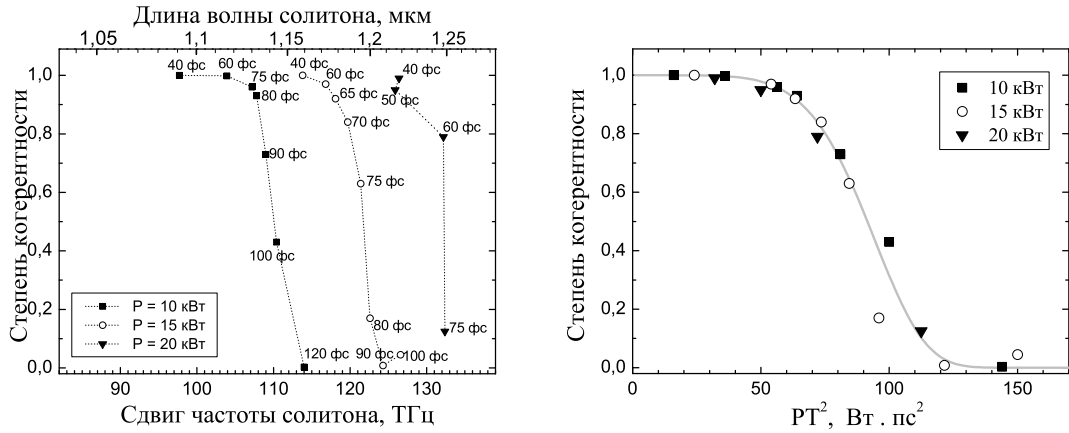 Длина волны солитона, мкм
1,05 1,1 1,15 1,2 1,25
Степень когерентности
1,0
0,8
0,6
0,4
0,2
0,0
40 фс 60 фс 75 фс 80 фс 90 фс 100 фс 120 фс
40 фс 60 фс 65 фс 70 фс 75 фс 80 фс 90 фс 100 фс
40 фс 50 фс 60 фс 75 фс
P = 10 кВт
P = 15 кВт
P = 20 кВт
90 100 110 120 130
Сдвиг частоты солитона, ТГц
Степень когерентности
1,0
0,8
0,6
0,4
0,2
0,0
10 кВт
15 кВт
20 кВт
0 50 100 150
PT², Вт . пс²